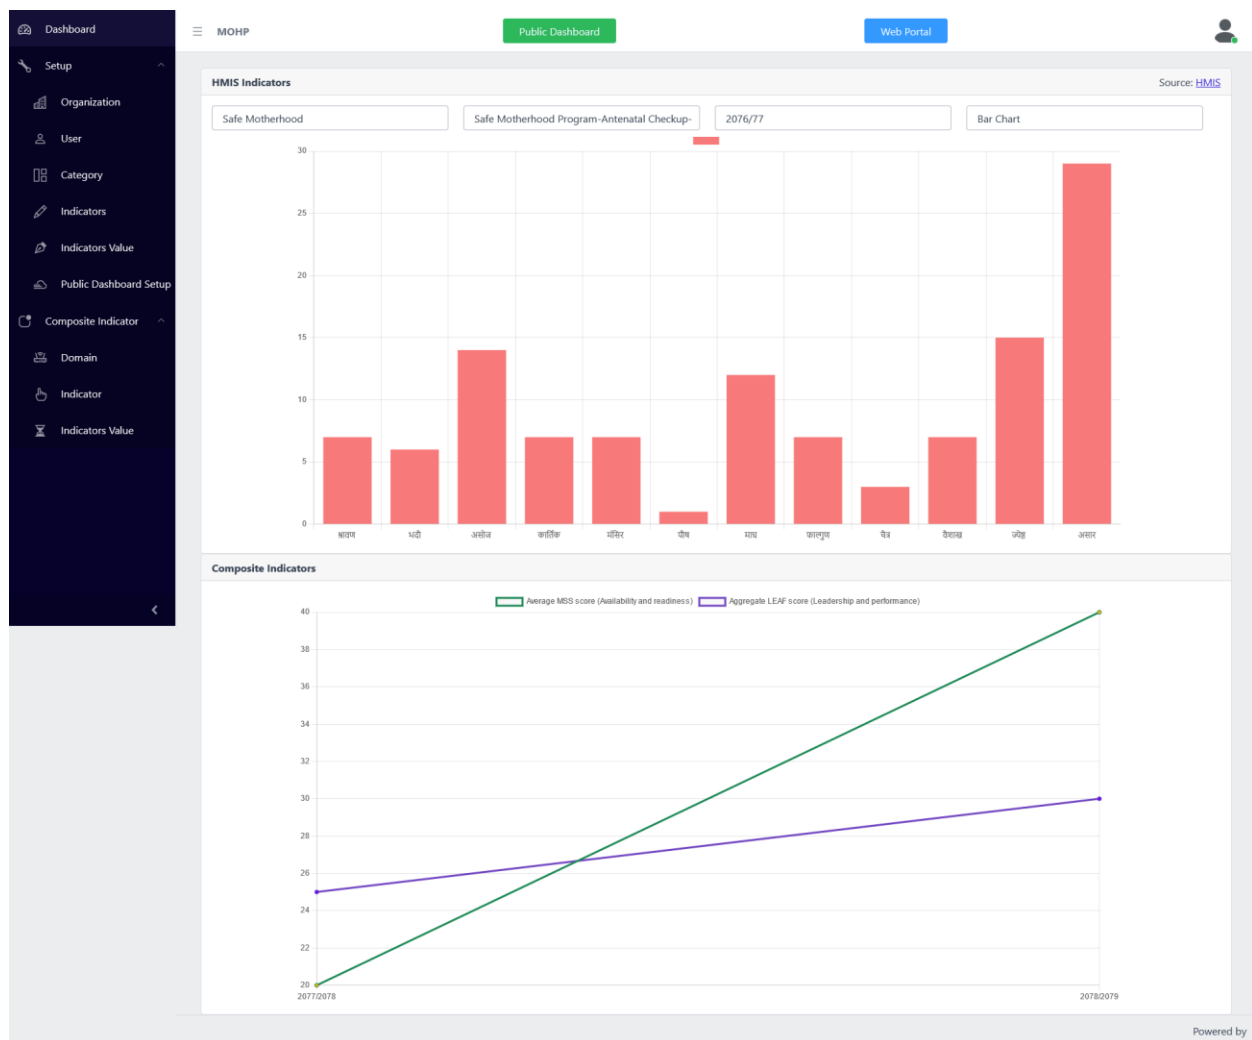 Dashboard
Setup
Organization
User
Category
Indicators
Indicators Value
Public Dashboard Setup
Composite Indicator
Domain
Indicator
Indicators Value
MOHP
Public Dashboard
Web Portal
HMIS Indicators
Source: HMIS
Safe Motherhood
Safe Motherhood Program-Antenatal Checkup-
2076/77
Bar Chart
30
25
20
15
10
5
0
श्रावण
भदौ
असोज
कार्तिक
मंसिर
पौष
माघ
फाल्गुण
चैत्र
वैशाख
ज्येष्ठ
असार
Composite Indicators
Average MSS score (Availability and readiness)
Aggregate LEAF score (Leadership and performance)
40
38
36
34
32
30
28
26
24
22
20
2077/2078
2078/2079
Powered by